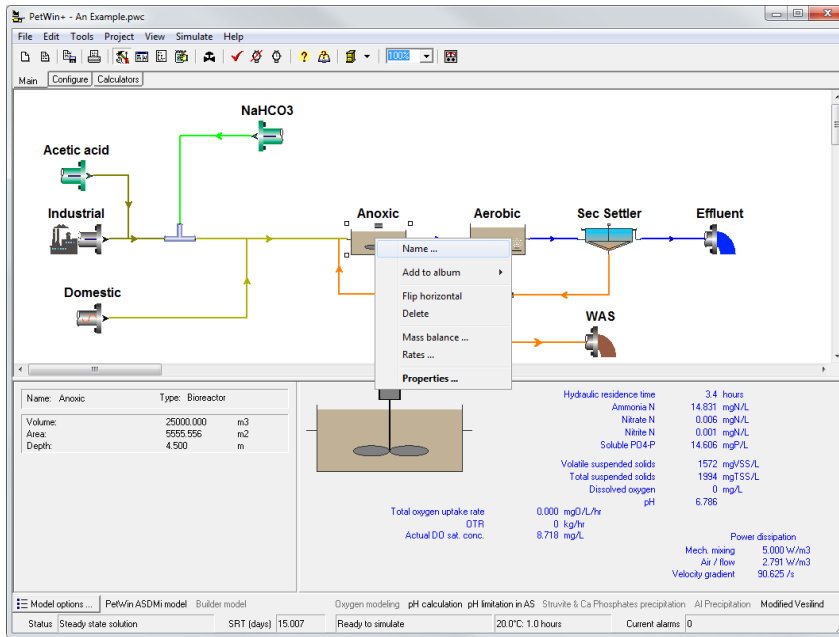 PetWin+ - An Example.pwc
File Edit Tools Project View Simulate Help
100%
Main Configure Calculators
NaHCO3
Acetic acid
Industrial
Anoxic
Aerobic
Sec Settler
Effluent
Domestic
WAS
Name ...
Add to album
Flip horizontal
Delete
Mass balance ...
Rates ...
Properties ...
Name: Anoxic Type: Bioreactor
Volume: 25000.000 m3
Area: 5555.556 m2
Depth: 4.500 m
Hydraulic residence time 3.4 hours
Ammonia N 14.831 mgN/L
Nitrate N 0.006 mgN/L
Nitrite N 0.001 mgN/L
Soluble PO4-P 14.606 mgP/L
Volatile suspended solids 1572 mgVSS/L
Total suspended solids 1994 mgTSS/L
Dissolved oxygen 0 mg/L
pH 6.786
Total oxygen uptake rate 0.000 mgO/L/hr
OTR 0 kg/hr
Actual DO sat. conc. 8.718 mg/L
Power dissipation
Mech. mixing 5.000 W/m3
Air / flow 2.791 W/m3
Velocity gradient 90.625 /s
Model options ... PetWin ASDMi model Builder model Oxygen modeling pH calculation pH limitation in AS Struvite & Ca Phosphates precipitation Al Precipitation Modified Vesilind
Status Steady state solution SRT (days) 15.007 Ready to simulate 20.0°C: 1.0 hours Current alarms 0